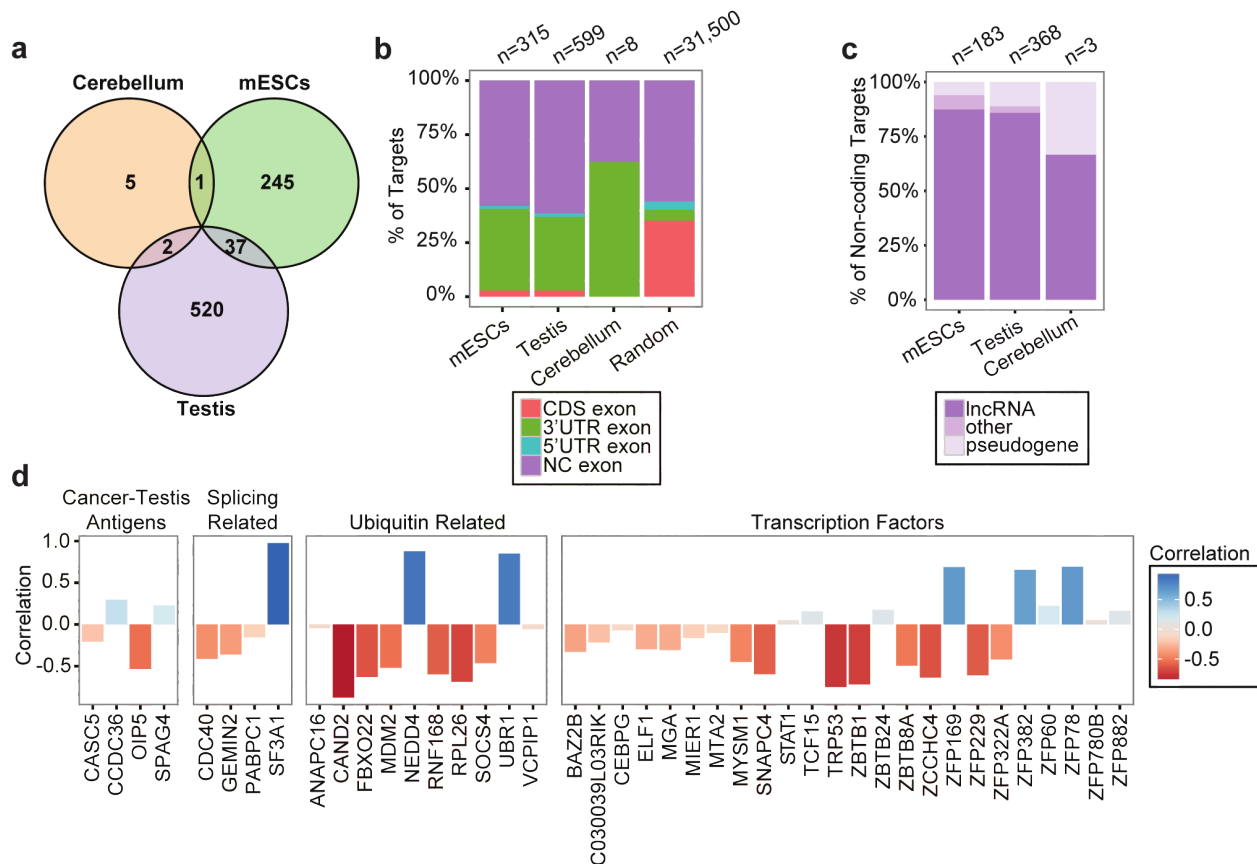 a
Cerebellum
mESCs
5
1
245
2
37
520
Testis
b
n=315
n=599
n=8
n=31,500
% of Targets
100%
75%
50%
25%
0%
mESCs
Testis
Cerebellum
Random
CDS exon
3'UTR exon
5'UTR exon
NC exon
c
n=183
n=368
n=3
% of Non-coding Targets
100%
75%
50%
25%
0%
mESCs
Testis
Cerebellum
lncRNA
other
pseudogene
d
Cancer-Testis
Antigens
Splicing
Related
Ubiquitin Related
Transcription Factors
Correlation
1.0
0.5
0.0
-0.5
CASC5
CCDC36
OIP5
SPAG4
CDC40
GEMIN2
PABPC1
SF3A1
ANAPC16
CAND2
FBXO22
MDM2
NEDD4
RNF168
RPL26
SOCS4
UBR1
VCPIP1
BAZ2B
C030039L03RIK
CEBPG
ELF1
MGA
MIER1
MTA2
MYSM1
SNAPC4
STAT1
TCF15
TRP53
ZBTB1
ZBTB24
ZBTB8A
ZCCHC4
ZFP169
ZFP229
ZFP322A
ZFP382
ZFP60
ZFP78
ZFP780B
ZFP882
Correlation
0.5
0.0
-0.5